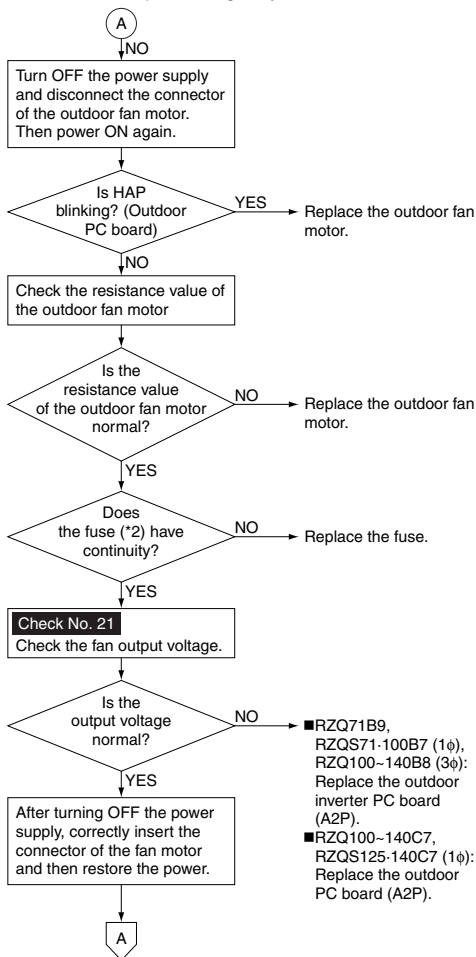 A
NO
Turn OFF the power supply
and disconnect the connector
of the outdoor fan motor.
Then power ON again.
Is HAP
blinking? (Outdoor
PC board)
YES
Replace the outdoor fan
motor.
NO
Check the resistance value of
the outdoor fan motor
Is the
resistance value
of the outdoor fan motor
normal?
NO
Replace the outdoor fan
motor.
YES
Does
the fuse (*2) have
continuity?
NO
Replace the fuse.
YES
Check No. 21
Check the fan output voltage.
Is the
output voltage
normal?
NO
■RZQ71B9,
RZQS71·100B7 (1ϕ),
RZQ100~140B8 (3ϕ):
Replace the outdoor
inverter PC board
(A2P).
■RZQ100~140C7,
RZQS125·140C7 (1ϕ):
Replace the outdoor
PC board (A2P).
YES
After turning OFF the power
supply, correctly insert the
connector of the fan motor
and then restore the power.
A